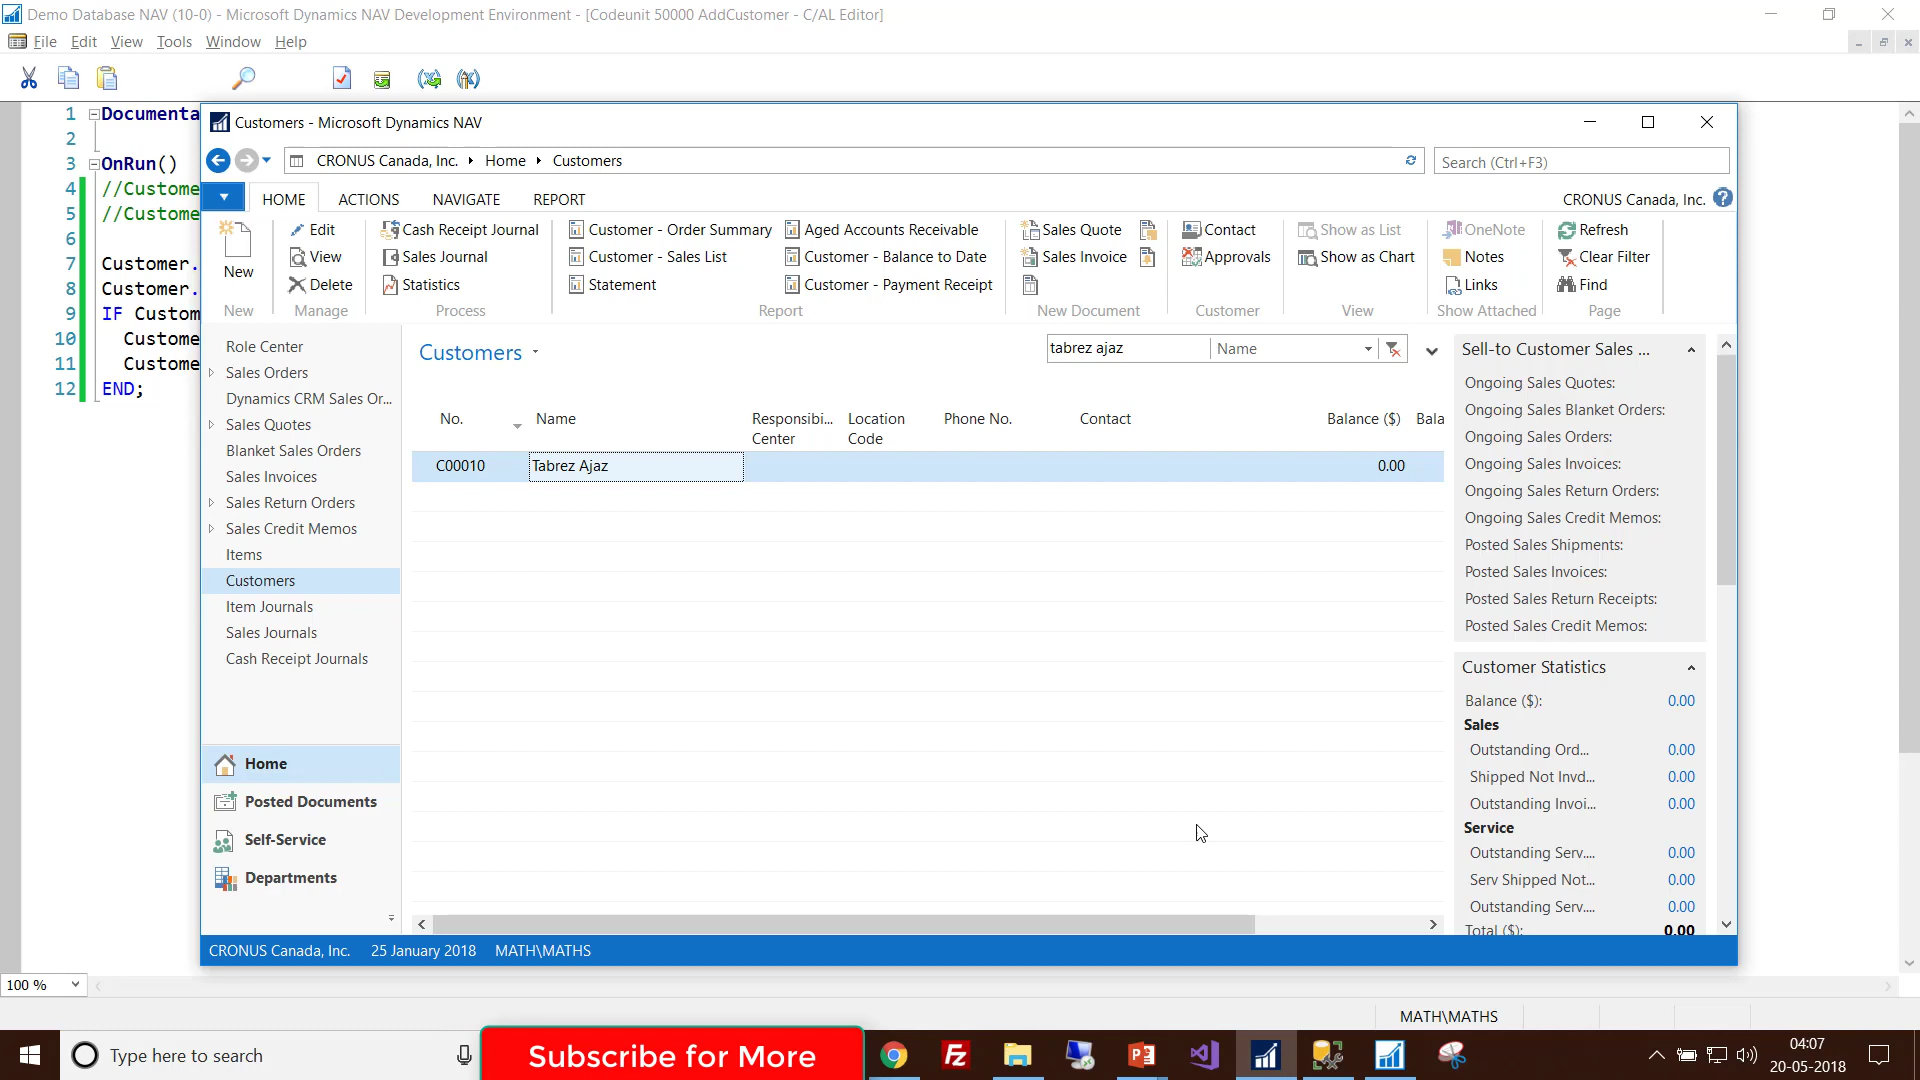 Demo Database NAV (10-0) - Microsoft Dynamics NAV Development Environment - [Codeunit 50000 AddCustomer - C/AL Editor]
File Edit View Tools Window Help
1 Documenta
2
3 OnRun()
4 //Custome
5 //Custome
6
7 Customer.
8 Customer.
9 IF Custom
10 Custome
11 Custome
12 END;
Customers - Microsoft Dynamics NAV
CRONUS Canada, Inc. Home Customers
Search (Ctrl+F3)
HOME ACTIONS NAVIGATE REPORT
CRONUS Canada, Inc.
New
New
Edit
View
Delete
Manage
Cash Receipt Journal
Sales Journal
Statistics
Process
Customer - Order Summary
Customer - Sales List
Statement
Aged Accounts Receivable
Customer - Balance to Date
Customer - Payment Receipt
Report
Sales Quote
Sales Invoice
New Document
Contact
Approvals
Customer
Show as List
Show as Chart
View
OneNote
Notes
Links
Show Attached
Refresh
Clear Filter
Find
Page
Role Center
Sales Orders
Dynamics CRM Sales Or...
Sales Quotes
Blanket Sales Orders
Sales Invoices
Sales Return Orders
Sales Credit Memos
Items
Customers
Item Journals
Sales Journals
Cash Receipt Journals
Home
Posted Documents
Self-Service
Departments
Customers
tabrez ajaz
Name
No. Name Responsibi... Center Location Code Phone No. Contact Balance ($) Bala
C00010 Tabrez Ajaz 0.00
Sell-to Customer Sales ...
Ongoing Sales Quotes:
Ongoing Sales Blanket Orders:
Ongoing Sales Orders:
Ongoing Sales Invoices:
Ongoing Sales Return Orders:
Ongoing Sales Credit Memos:
Posted Sales Shipments:
Posted Sales Invoices:
Posted Sales Return Receipts:
Posted Sales Credit Memos:
Customer Statistics
Balance ($): 0.00
Sales
Outstanding Ord... 0.00
Shipped Not Invd... 0.00
Outstanding Invoi... 0.00
Service
Outstanding Serv.... 0.00
Serv Shipped Not... 0.00
Outstanding Serv.... 0.00
Total ($): 0.00
CRONUS Canada, Inc. 25 January 2018 MATH\MATHS
100 %
MATH\MATHS
Type here to search
Subscribe for More
04:07
20-05-2018